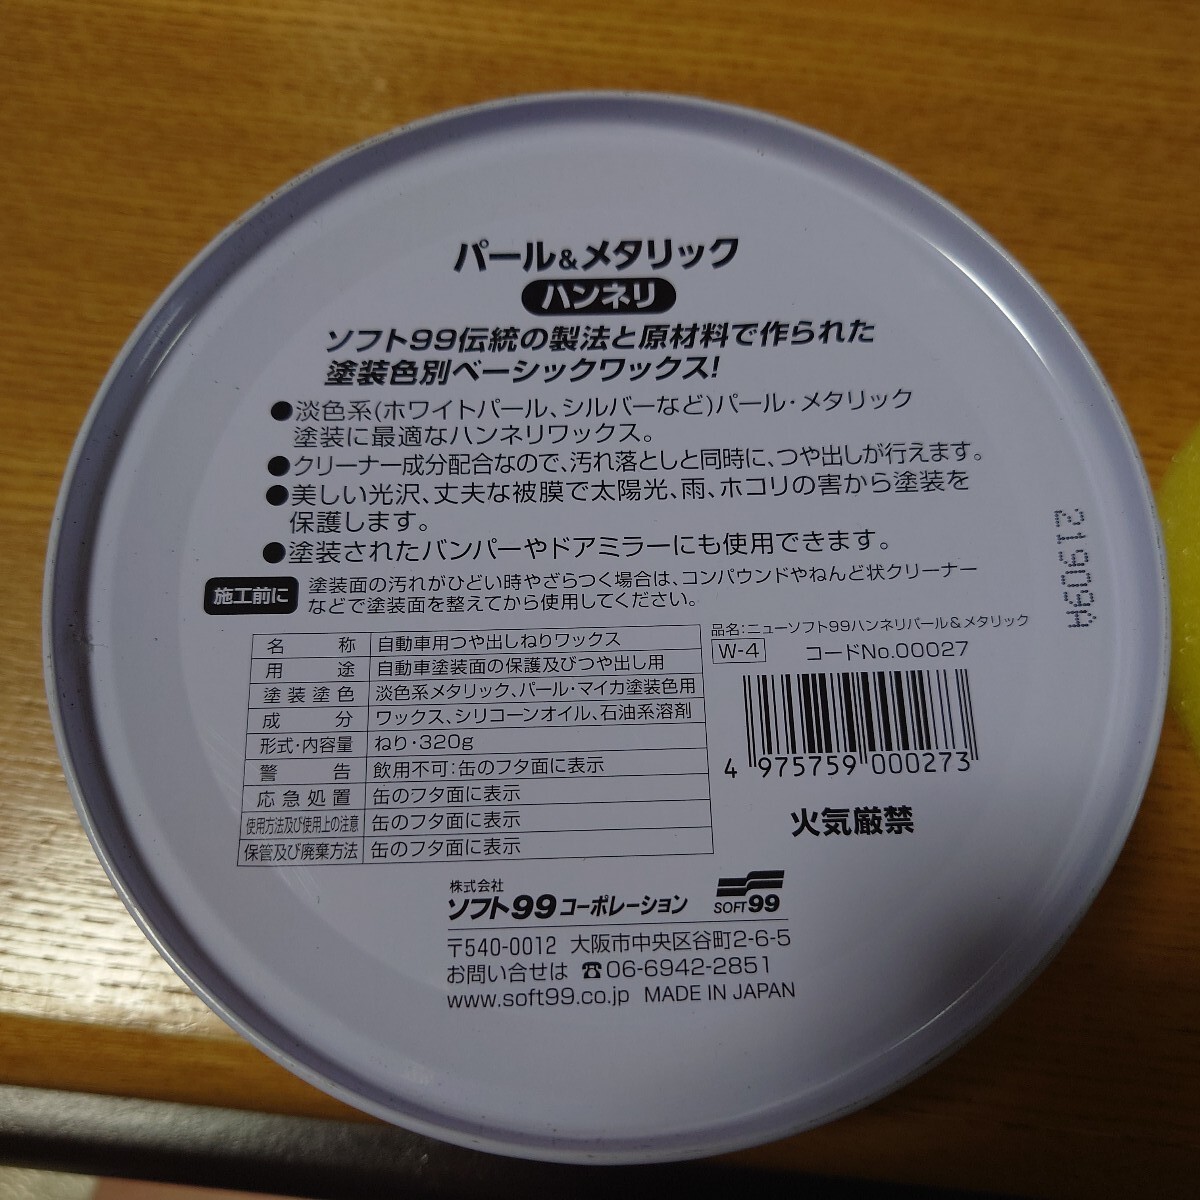 パール&メタリック
ハンネリ
ソフト99伝統の製法と原材料で作られた
塗装色別ベーシックワックス!
●淡色系(ホワイトパール、シルバーなど)パール・メタリック
塗装に最適なハンネリワックス。
●クリーナー成分配合なので、汚れ落としと同時に、つや出しが行えます。
●美しい光沢、丈夫な被膜で太陽光、雨、ホコリの害から塗装を
保護します。
●塗装されたバンパーやドアミラーにも使用できます。
施工前に 塗装面の汚れがひどい時やざらつく場合は、コンパウンドやねんど状クリーナー
などで塗装面を整えてから使用してください。
名称 自動車用つや出しねりワックス
用途 自動車塗装面の保護及びつや出し用
塗装塗色 淡色系メタリック、パール・マイカ塗装色用
成分 ワックス、シリコーンオイル、石油系溶剤
形式・内容量 ねり・320g
警告 飲用不可:缶のフタ面に表示
応急処置 缶のフタ面に表示
使用方法及び使用上の注意 缶のフタ面に表示
保管及び廃棄方法 缶のフタ面に表示
品名:ニューソフト99ハンネリパール&メタリック
W-4 コードNo.00027
4 975759 000273
火気厳禁
21909A
株式会社
ソフト99コーポレーション
SOFT99
〒540-0012 大阪市中央区谷町2-6-5
お問い合せは ☎06-6942-2851
www.soft99.co.jp MADE IN JAPAN